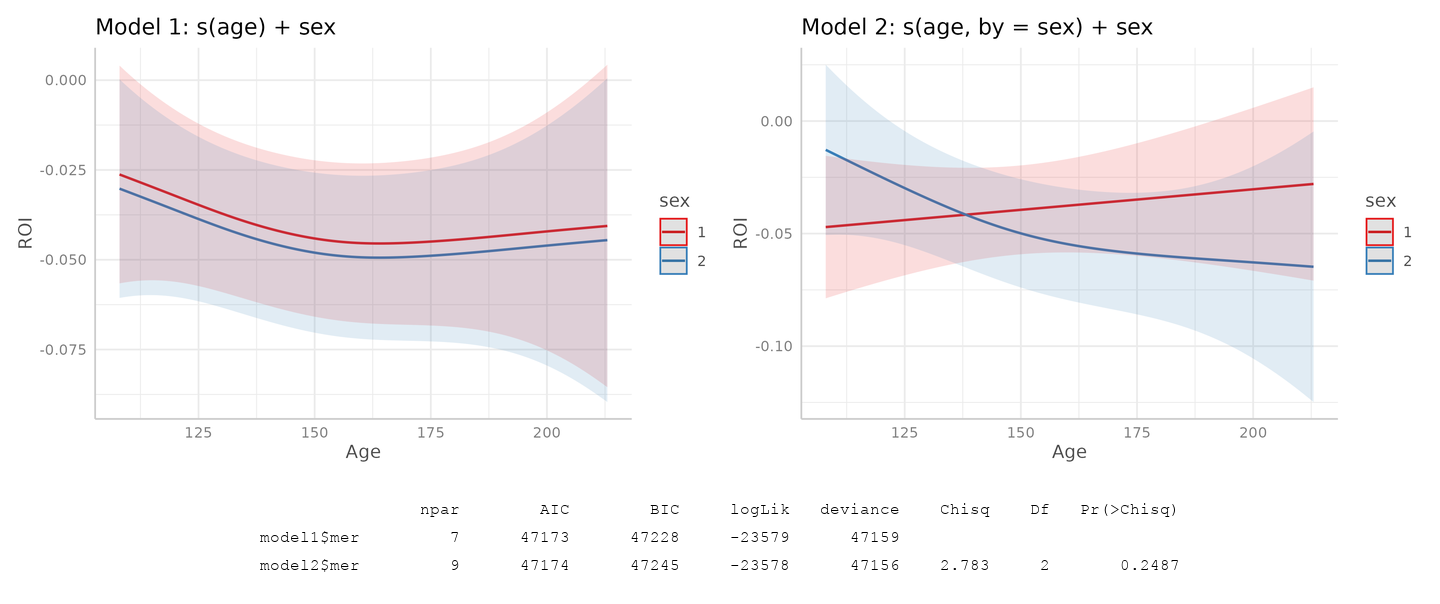 Model 1: s(age) + sex
0.000
-0.025
-0.050
-0.075
ROI
125 150 175 200
Age
sex
1
2
Model 2: s(age, by = sex) + sex
0.00
-0.05
-0.10
ROI
125 150 175 200
Age
sex
1
2
npar AIC BIC logLik deviance Chisq Df Pr(>Chisq)
model1$mer 7 47173 47228 -23579 47159
model2$mer 9 47174 47245 -23578 47156 2.783 2 0.2487